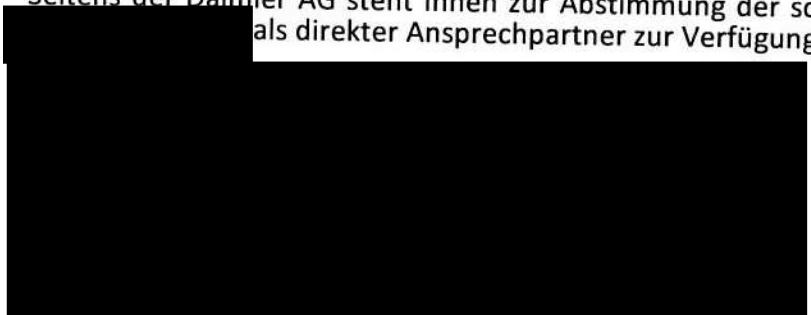 Seitens der Daimler AG steht Ihnen zur Abstimmung der
als direkter Ansprechpartner zur Verfügung